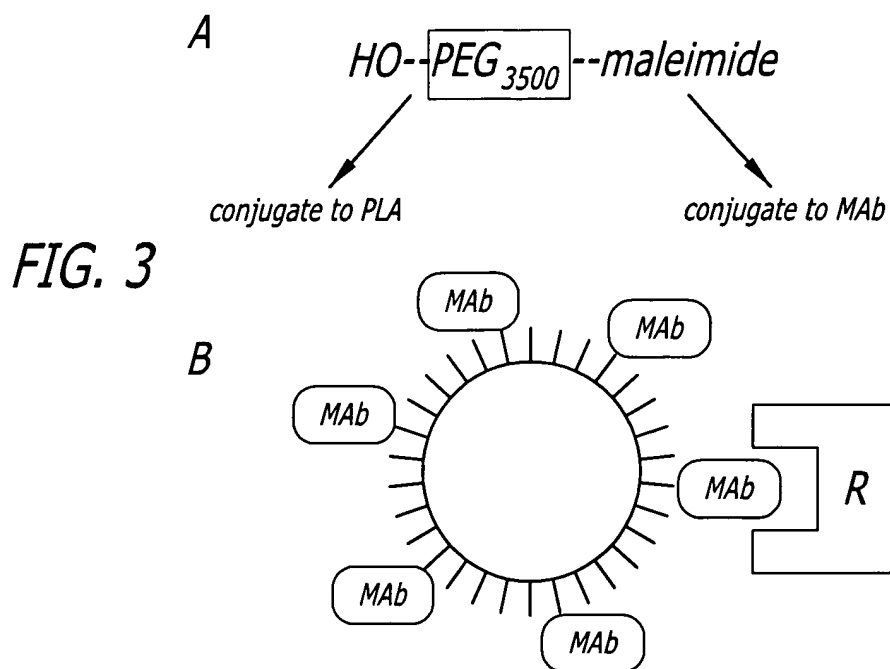 A
HO--PEG3500--maleimide
conjugate to PLA
conjugate to MAb
FIG. 3
B
MAb
MAb
MAb
MAb
R
MAb
MAb